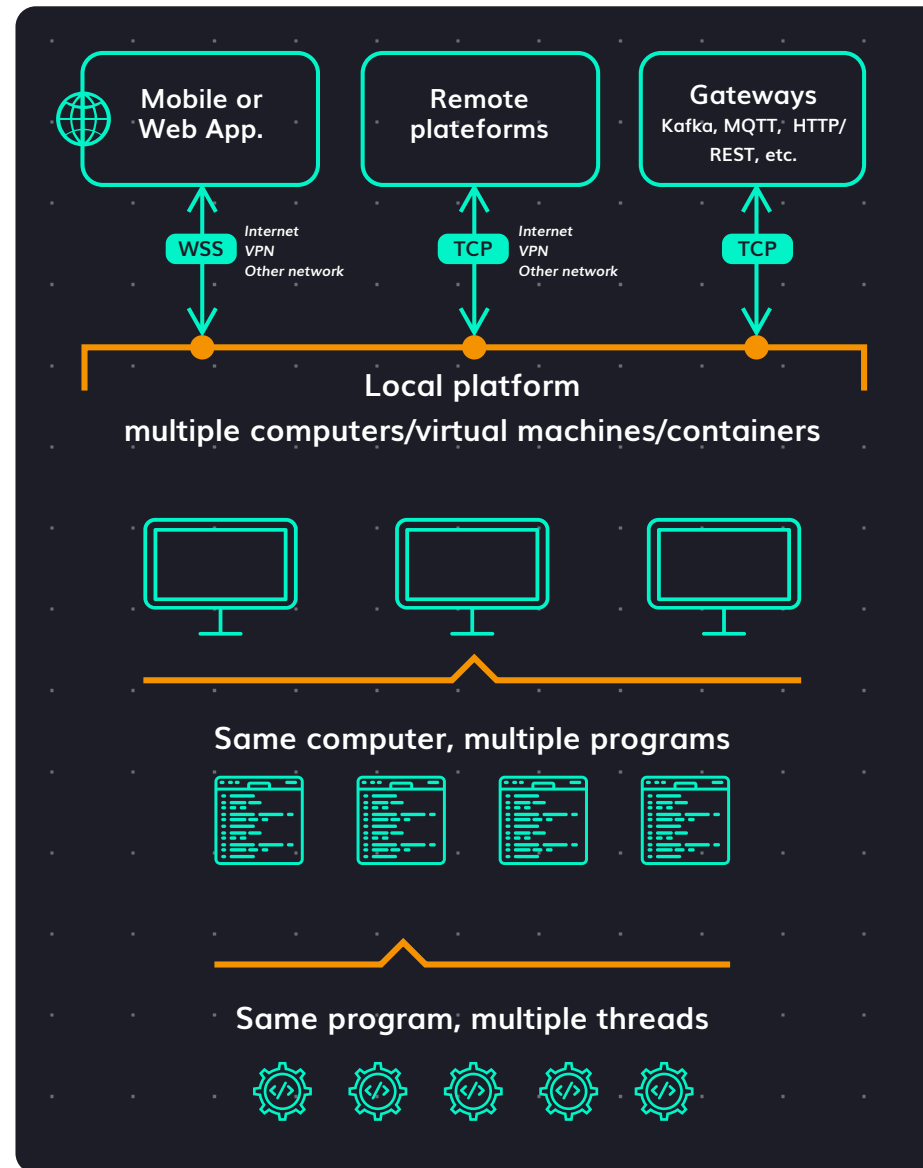 Mobile or
Web App.
Remote
plateforms
Gateways
Kafka, MQTT, HTTP/
REST, etc.
WSS
Internet
VPN
Other network
TCP
Internet
VPN
Other network
TCP
Local platform
multiple computers/virtual machines/containers
Same computer, multiple programs
Same program, multiple threads